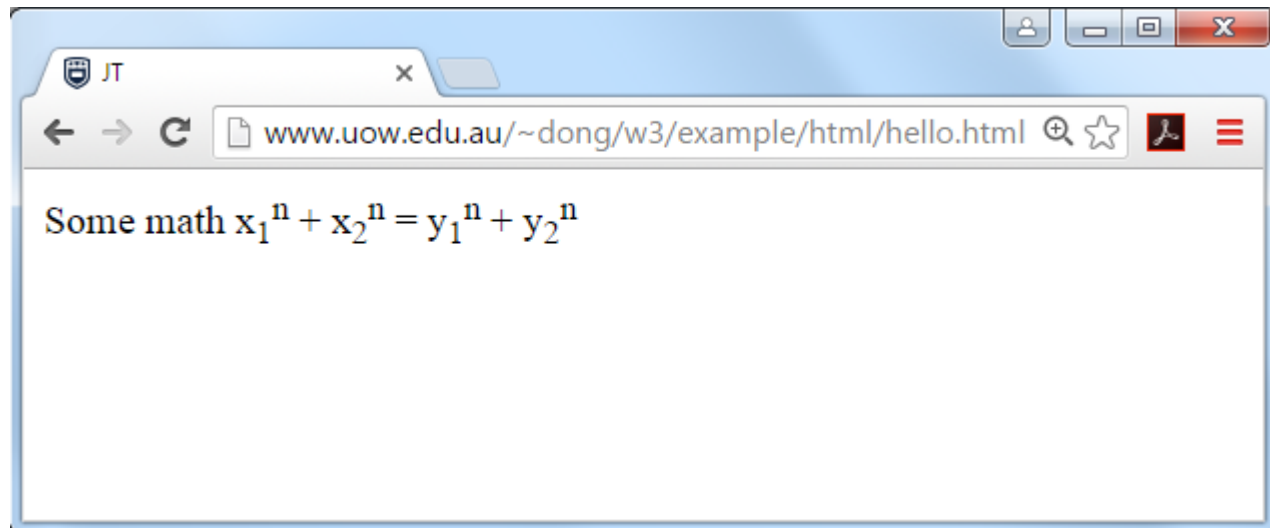 JT
www.uow.edu.au/~dong/w3/example/html/hello.html
Some math x₁ⁿ + x₂ⁿ = y₁ⁿ + y₂ⁿ